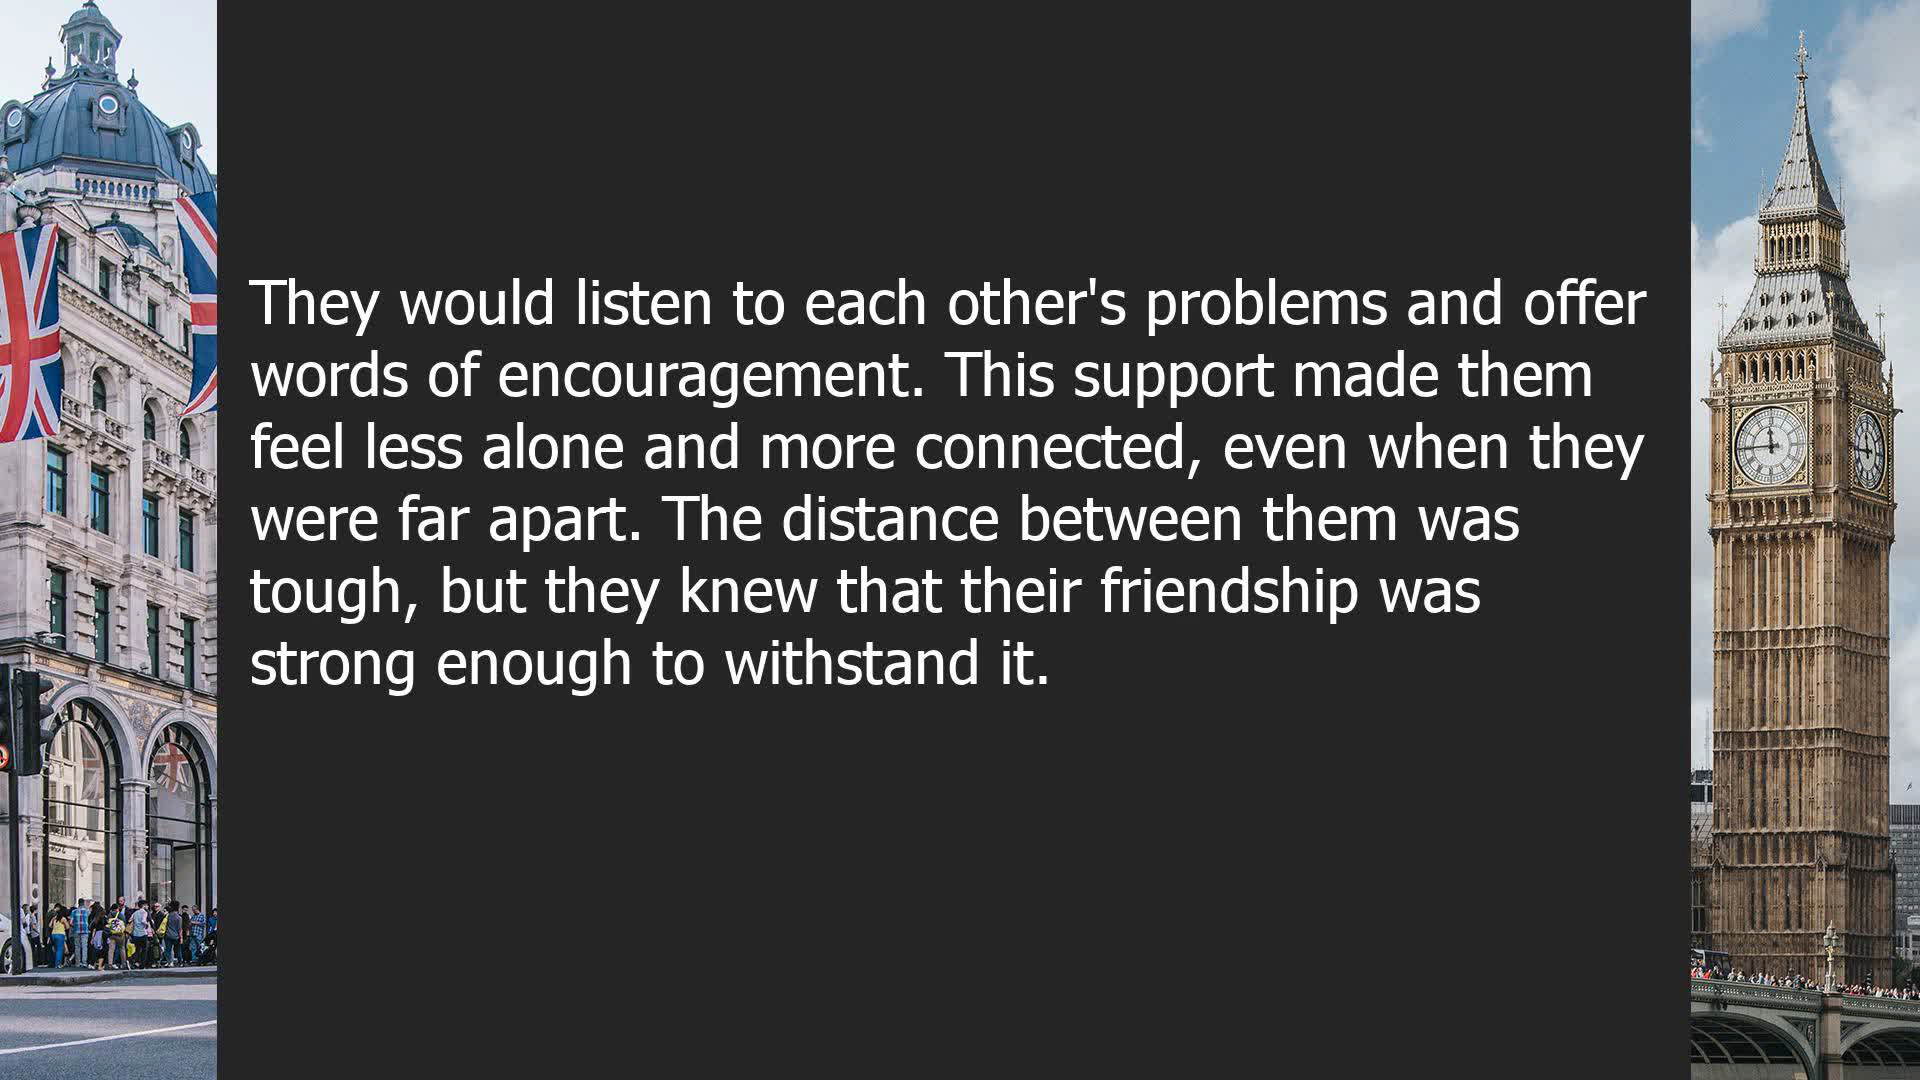 They would listen to each other's problems and offer
words of encouragement. This support made them
feel less alone and more connected, even when they
were far apart. The distance between them was
tough, but they knew that their friendship was
strong enough to withstand it.